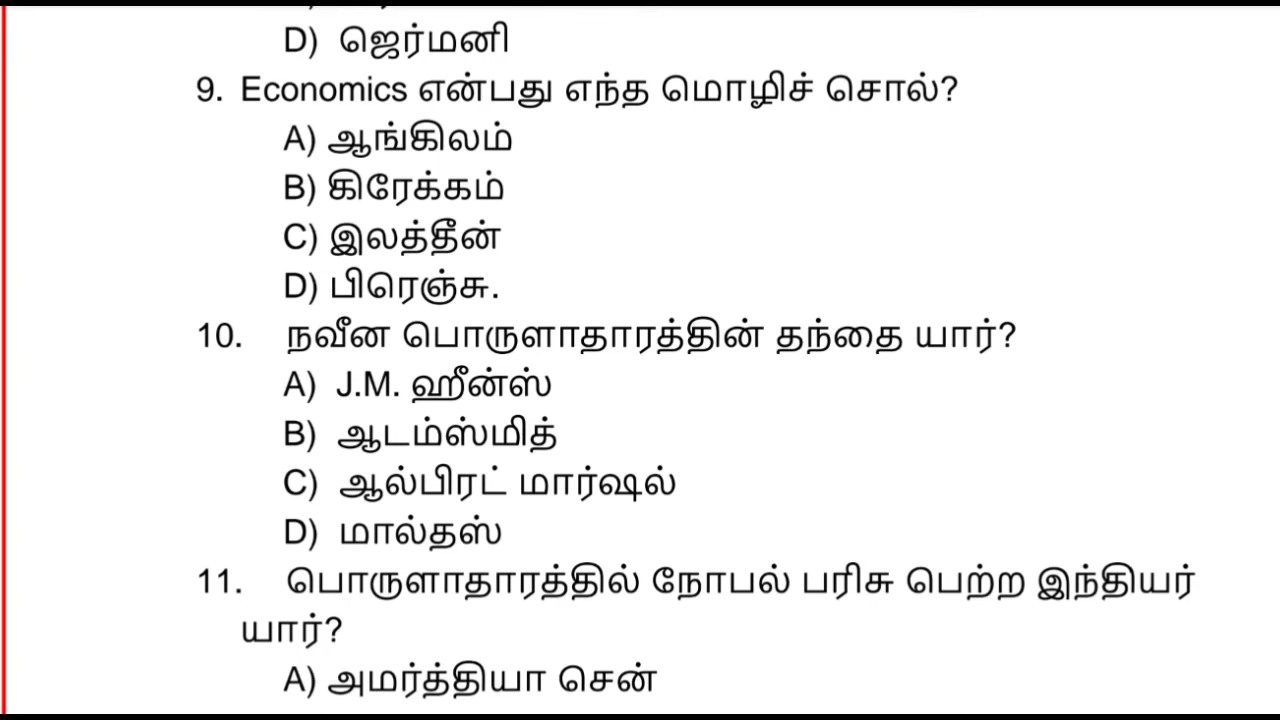 D) ஜெர்மனி
9. Economics என்பது எந்த மொழிச் சொல்?
A) ஆங்கிலம்
B) கிரேக்கம்
C) இலத்தீன்
D) பிரெஞ்சு.
10. நவீன பொருளாதாரத்தின் தந்தை யார்?
A) J.M. ஹீன்ஸ்
B) ஆடம்ஸ்மித்
C) ஆல்பிரட் மார்ஷல்
D) மால்தஸ்
11. பொருளாதாரத்தில் நோபல் பரிசு பெற்ற இந்தியர்
யார்?
A) அமர்த்தியா சென்